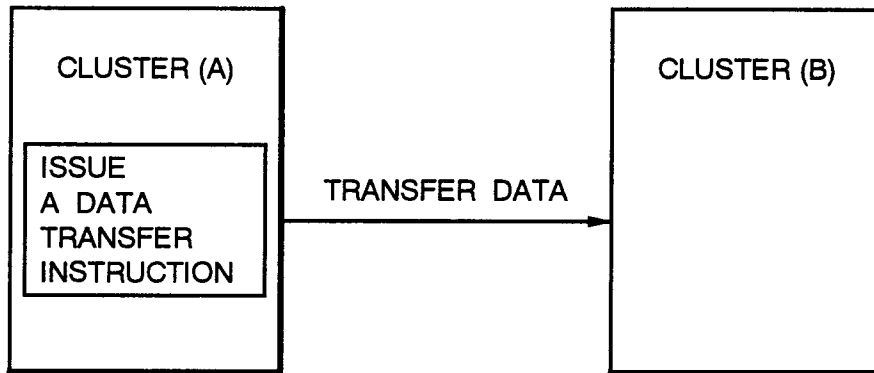 CLUSTER (A)
ISSUE
A DATA
TRANSFER
INSTRUCTION
TRANSFER DATA
CLUSTER (B)